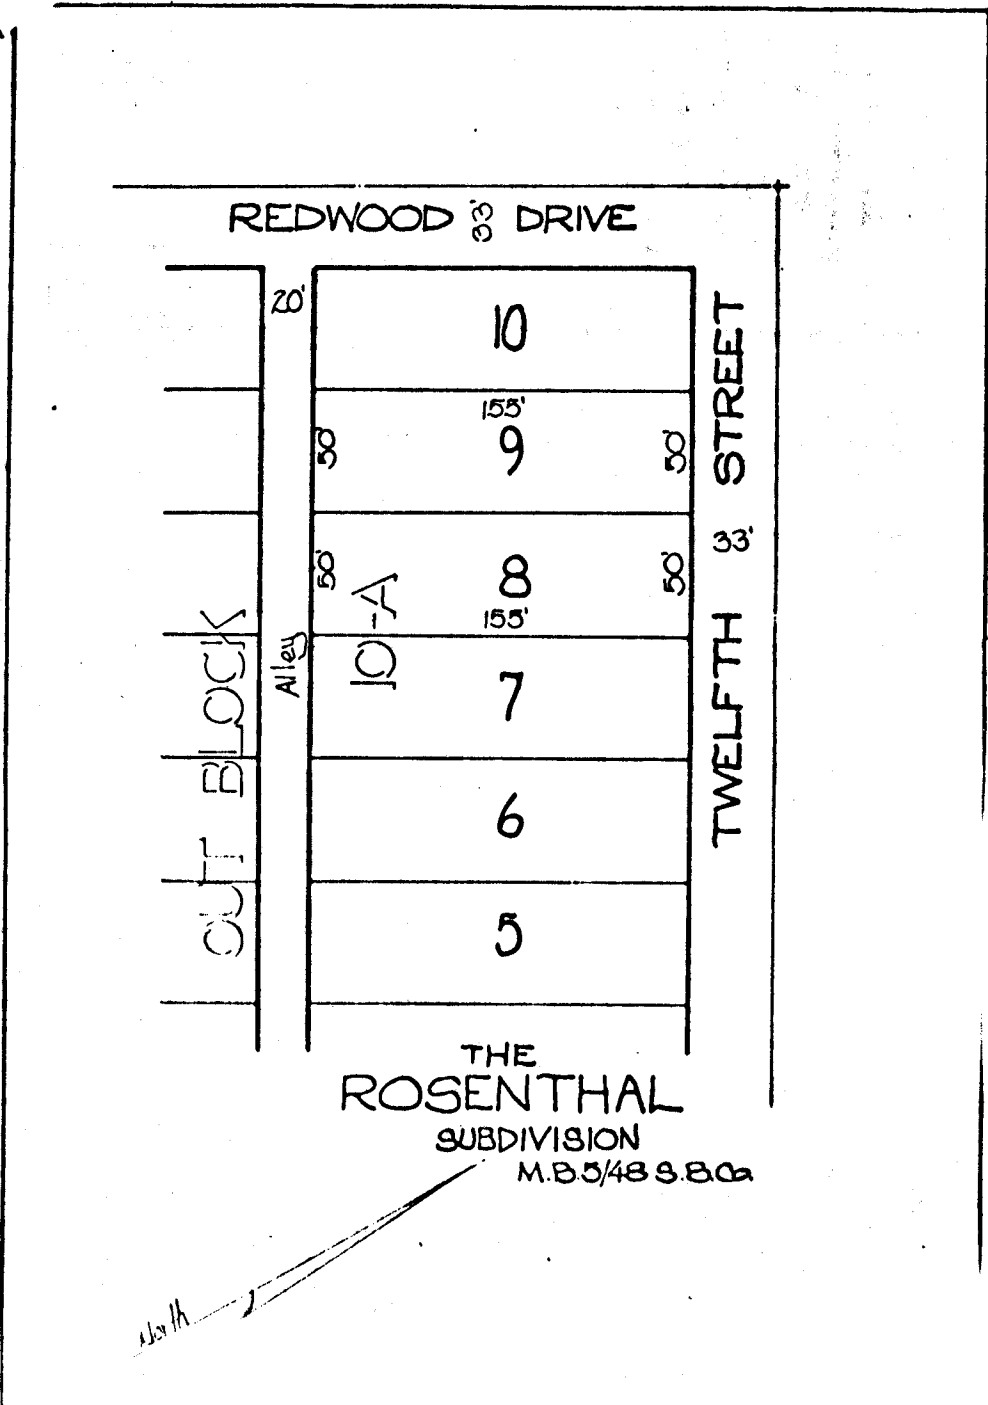 REDWOOD 33' DRIVE
20'
10
155'
50' 9 50'
50' 8 50'
155'
10-A
7
6
5
Alley
OUT BLOCK
TWELFTH 33' STREET
THE
ROSENTHAL
SUBDIVISION
M.B.5/48 S.B.Co.
North